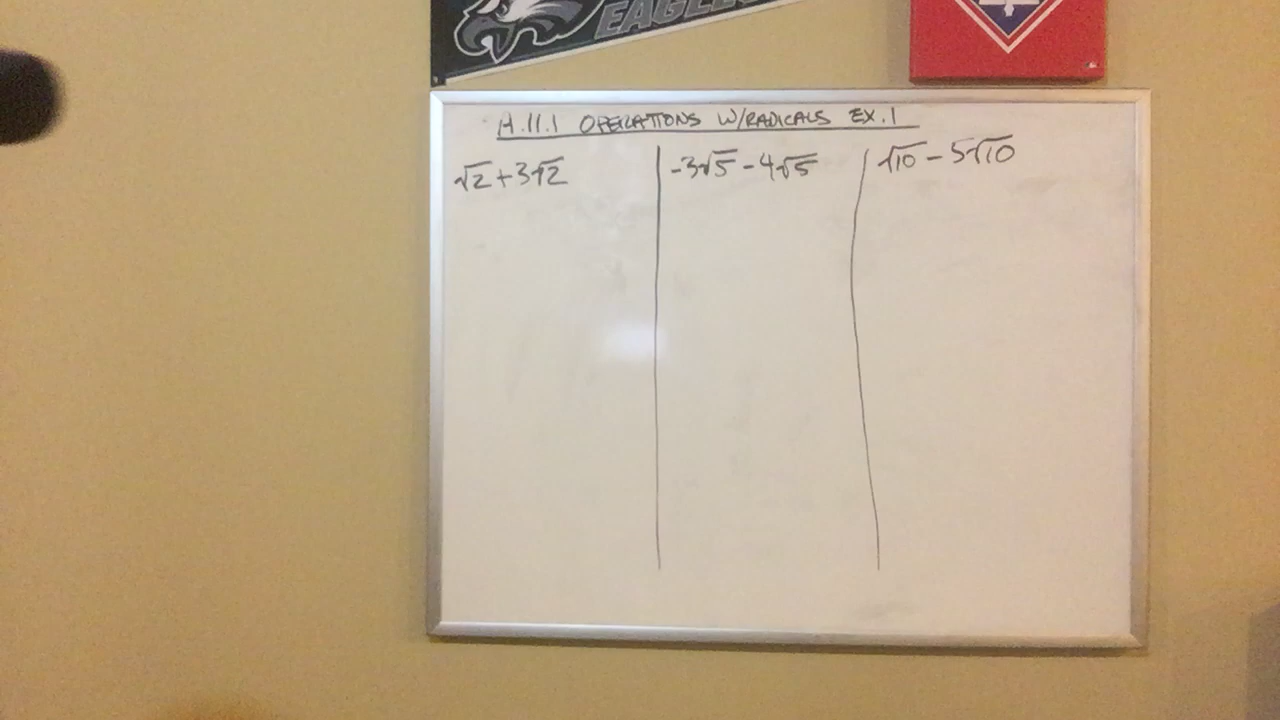 EAGLES
H.11.1 OPERATIONS W/RADICALS EX.1
√2+3√2
-3√5-4√5
√10-5√10